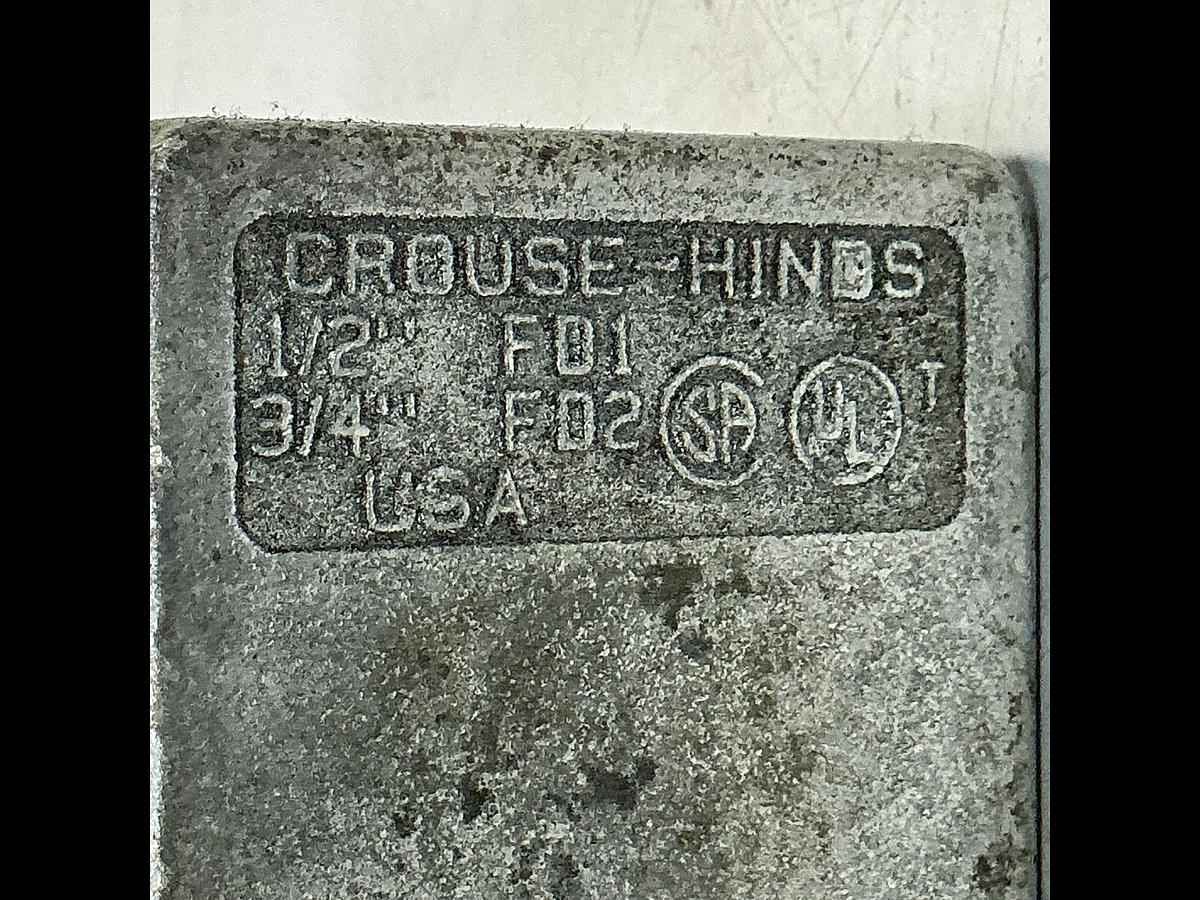 CROUSE-HINDS
1/2" FD1
3/4" FD2 SA UL T
USA